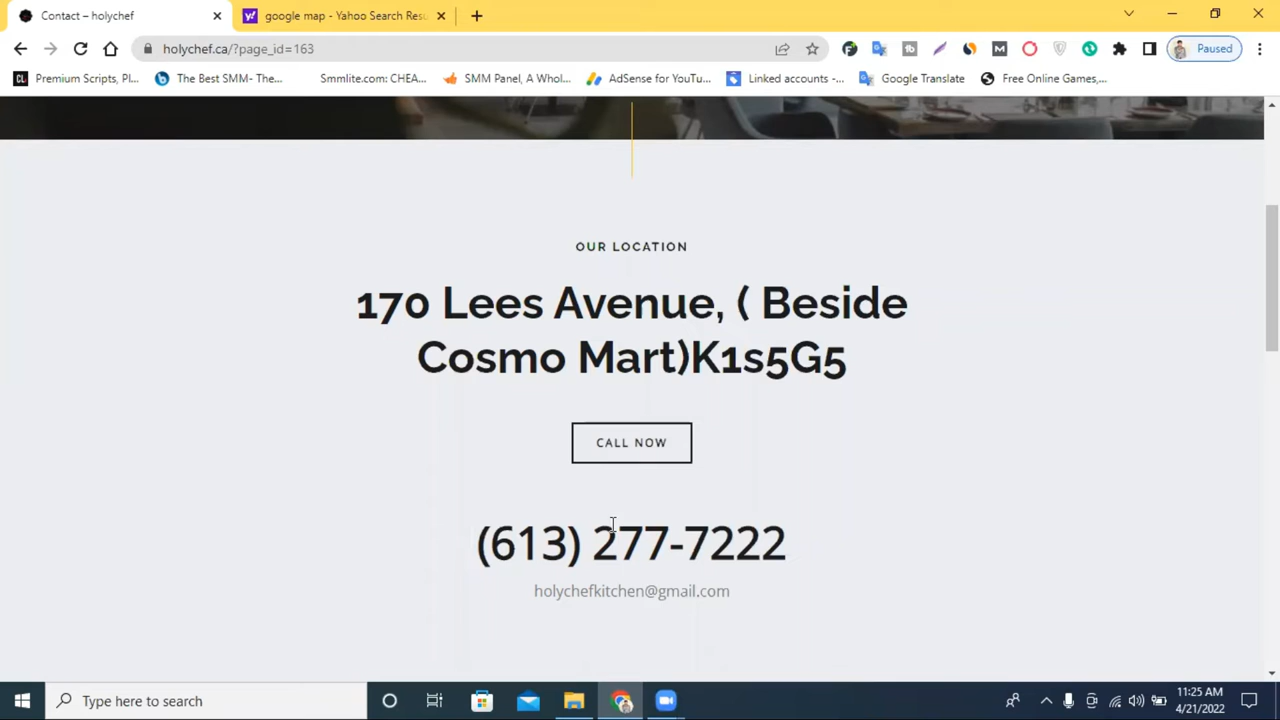 Contact – holychef
google map - Yahoo Search Resu
holychef.ca/?page_id=163
Paused
Premium Scripts, Pl...
The Best SMM- The...
Smmlite.com: CHEA...
SMM Panel, A Whol...
AdSense for YouTu...
Linked accounts -...
Google Translate
Free Online Games,...
OUR LOCATION
170 Lees Avenue, ( Beside
Cosmo Mart)K1s5G5
CALL NOW
(613) 277-7222
holychefkitchen@gmail.com
Type here to search
11:25 AM
4/21/2022